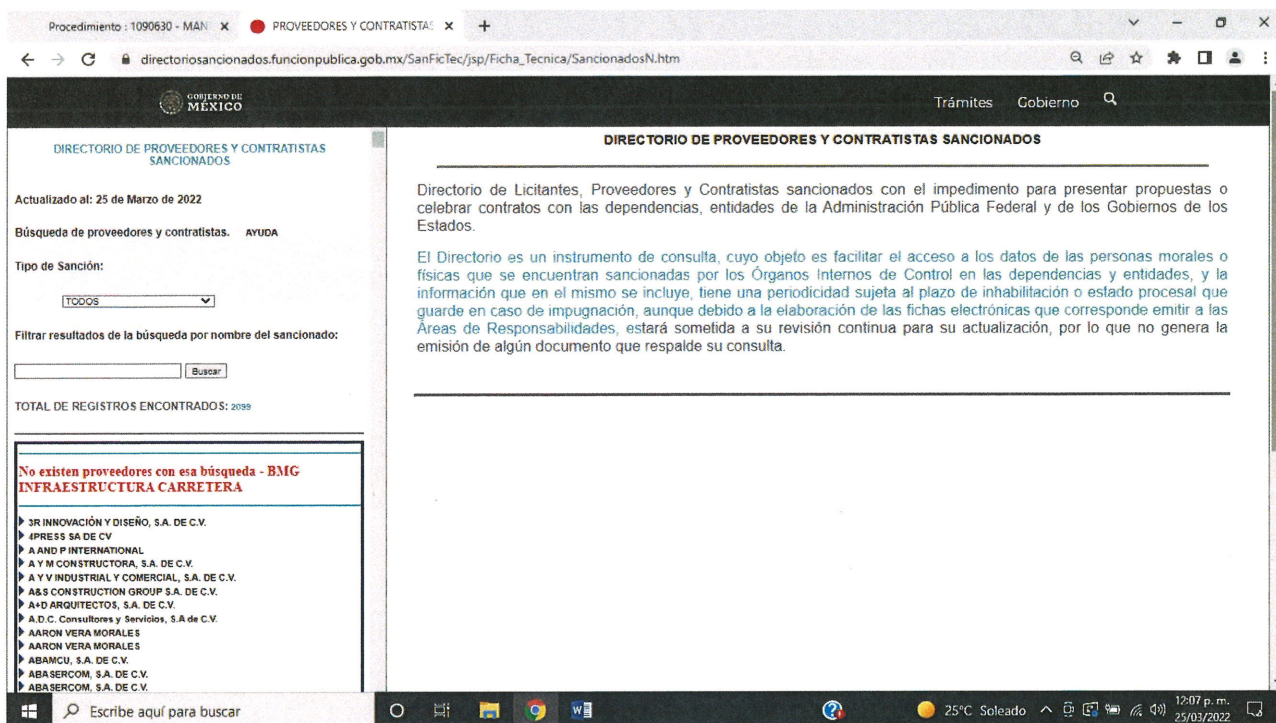 Procedimiento : 1090630 - MAN
PROVEEDORES Y CONTRATISTAS
directoriosancionados.funcionpublica.gob.mx/SanFicTec/jsp/Ficha_Tecnica/SancionadosN.htm
GOBIERNO DE
MÉXICO
Trámites Gobierno
DIRECTORIO DE PROVEEDORES Y CONTRATISTAS
SANCIONADOS
Actualizado al: 25 de Marzo de 2022
Búsqueda de proveedores y contratistas. AYUDA
Tipo de Sanción:
TODOS
Filtrar resultados de la búsqueda por nombre del sancionado:
Buscar
TOTAL DE REGISTROS ENCONTRADOS: 2099
No existen proveedores con esa búsqueda - BMG
INFRAESTRUCTURA CARRETERA
3R INNOVACIÓN Y DISEÑO, S.A. DE C.V.
4PRESS SA DE CV
A AND P INTERNATIONAL
A Y M CONSTRUCTORA, S.A. DE C.V.
A Y V INDUSTRIAL Y COMERCIAL, S.A. DE C.V.
A&S CONSTRUCTION GROUP S.A. DE C.V.
A+D ARQUITECTOS, S.A. DE C.V.
A.D.C. Consultores y Servicios, S.A de C.V.
AARON VERA MORALES
AARON VERA MORALES
ABAMCU, S.A. DE C.V.
ABASERCOM, S.A. DE C.V.
ABASERCOM, S.A. DE C.V.
DIRECTORIO DE PROVEEDORES Y CONTRATISTAS SANCIONADOS
Directorio de Licitantes, Proveedores y Contratistas sancionados con el impedimento para presentar propuestas o
celebrar contratos con las dependencias, entidades de la Administración Pública Federal y de los Gobiernos de los
Estados.
El Directorio es un instrumento de consulta, cuyo objeto es facilitar el acceso a los datos de las personas morales o
físicas que se encuentran sancionadas por los Órganos Internos de Control en las dependencias y entidades, y la
información que en el mismo se incluye, tiene una periodicidad sujeta al plazo de inhabilitación o estado procesal que
guarde en caso de impugnación, aunque debido a la elaboración de las fichas electrónicas que corresponde emitir a las
Áreas de Responsabilidades, estará sometida a su revisión continua para su actualización, por lo que no genera la
emisión de algún documento que respalde su consulta.
Escribe aquí para buscar
25°C Soleado
12:07 p. m.
25/03/2022